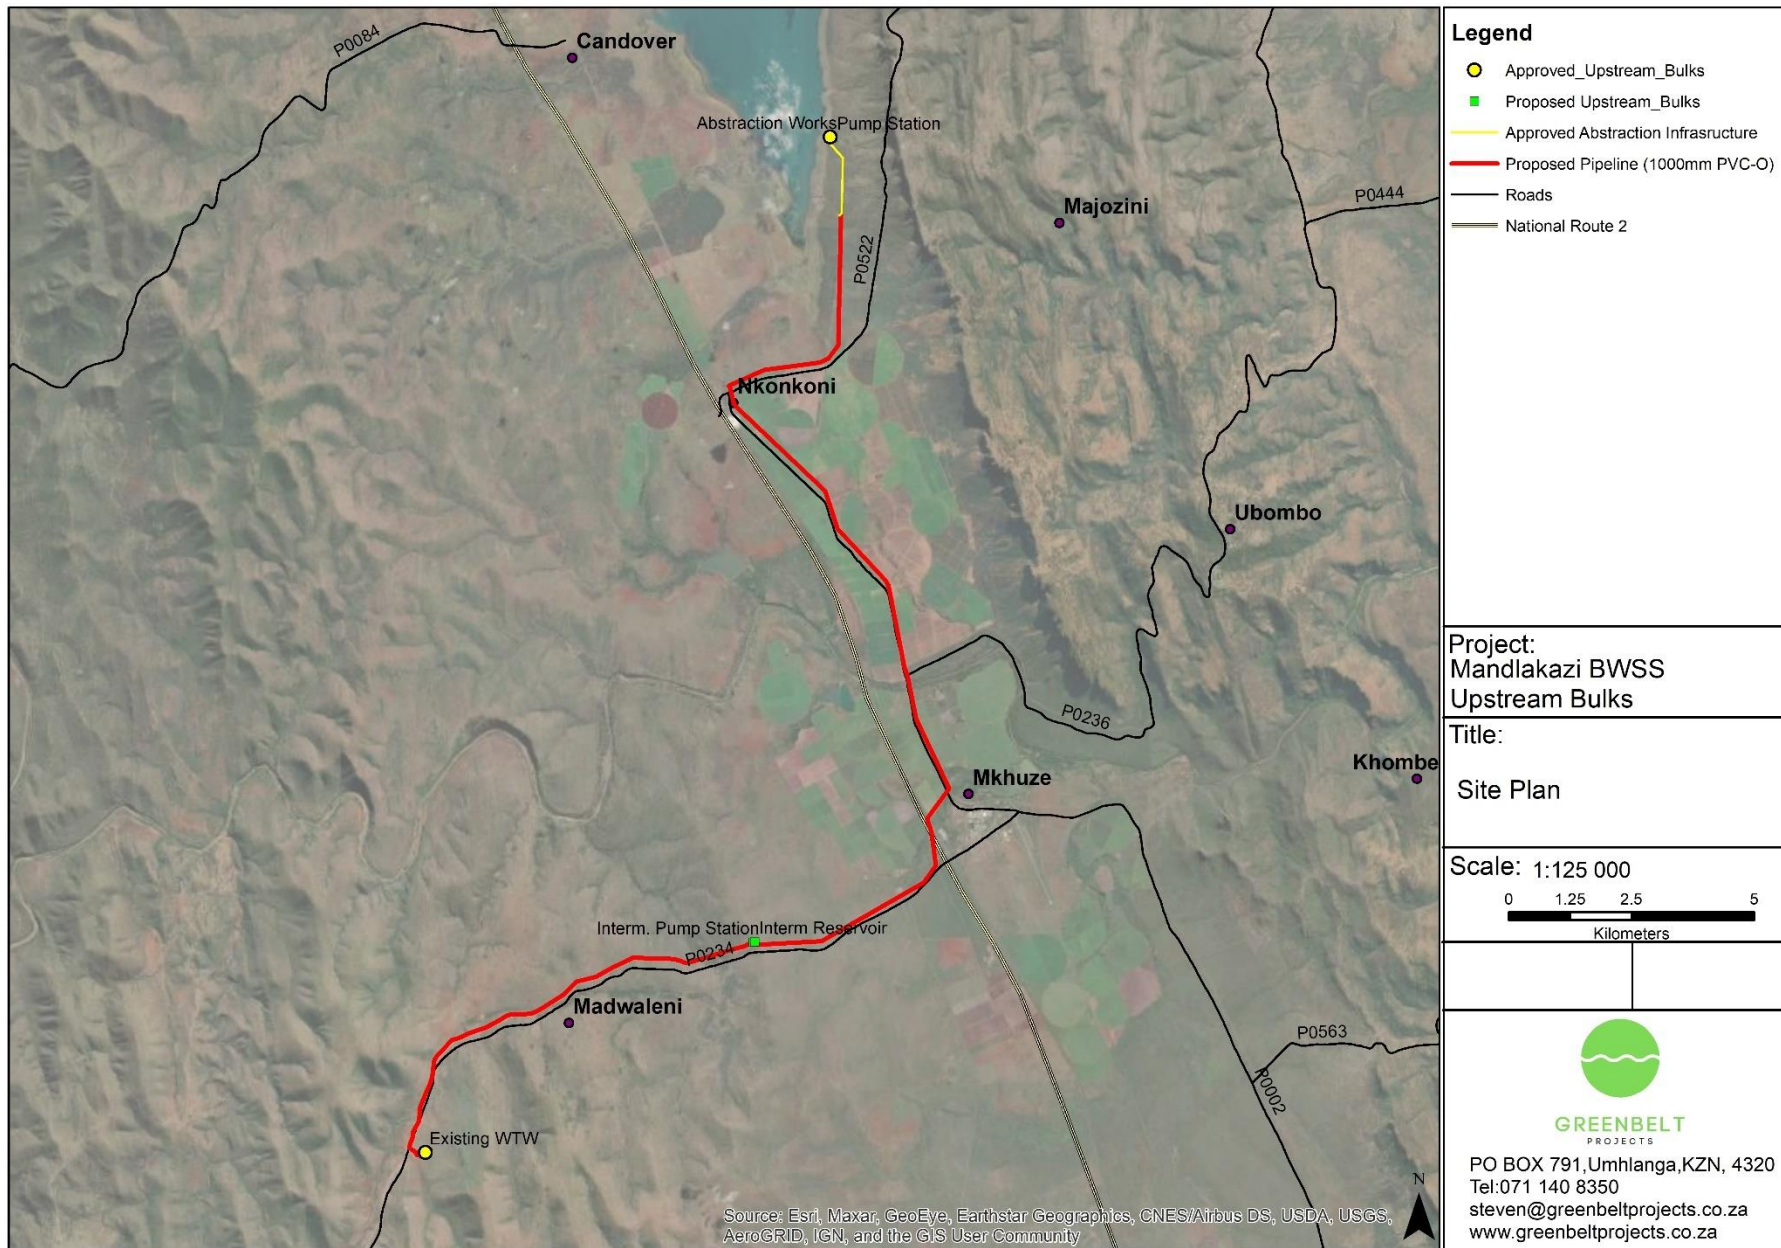 P0084
Candover
Abstraction WorksPump Station
Majozini
P0444
P0522
Nkonkoni
Ubombo
P0236
Khombe
Mkhuze
Interm. Pump StationInterm Reservoir
P0234
Madwaleni
P0563
P0002
Existing WTW
N
Source: Esri, Maxar, GeoEye, Earthstar Geographics, CNES/Airbus DS, USDA, USGS,
AeroGRID, IGN, and the GIS User Community
Legend
Approved_Upstream_Bulks
Proposed Upstream_Bulks
Approved Abstraction Infrasructure
Proposed Pipeline (1000mm PVC-O)
Roads
National Route 2
Project:
Mandlakazi BWSS
Upstream Bulks
Title:
Site Plan
Scale: 1:125 000
0 1.25 2.5 5
Kilometers
GREENBELT
PROJECTS
PO BOX 791,Umhlanga,KZN, 4320
Tel:071 140 8350
steven@greenbeltprojects.co.za
www.greenbeltprojects.co.za